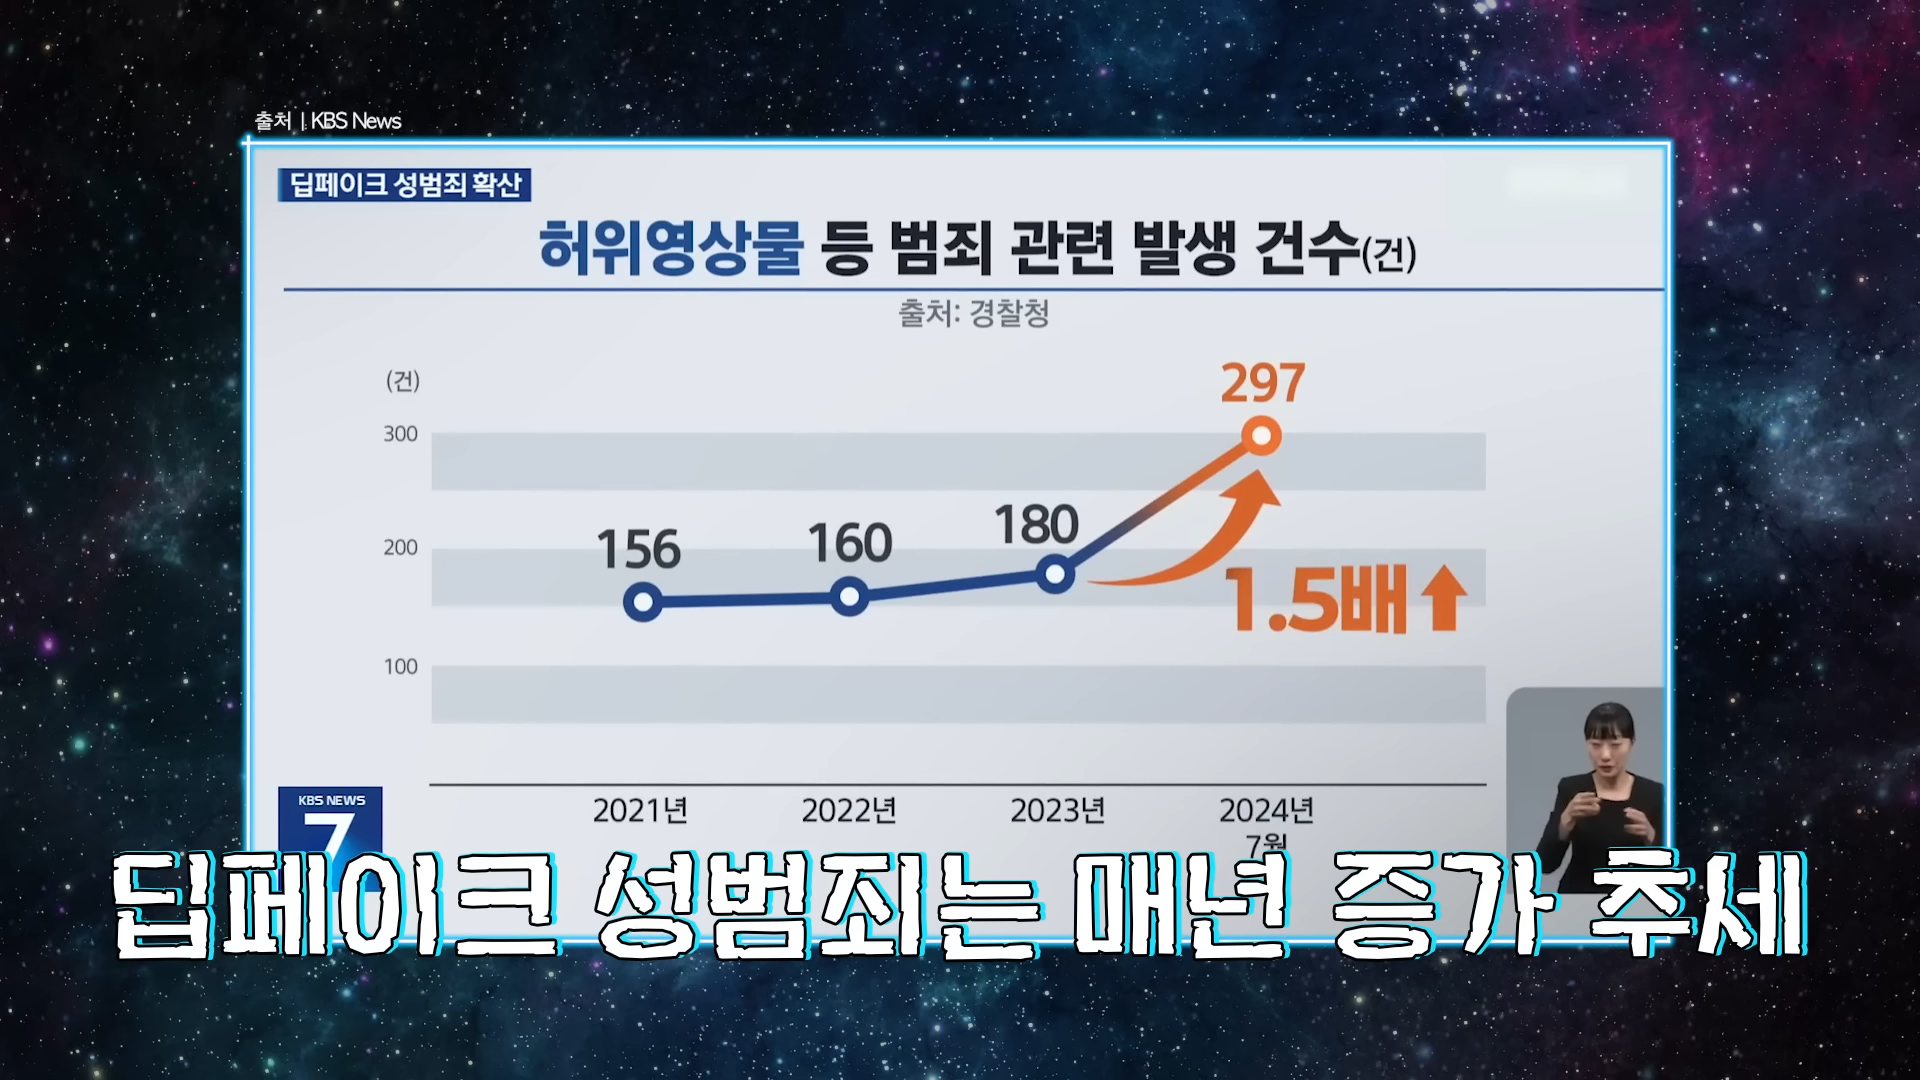 출처 | KBS News
딥페이크 성범죄 확산
허위영상물 등 범죄 관련 발생 건수(건)
출처: 경찰청
(건)
297
300
180
160
156
200
1.5배
100
2021년 2022년 2023년 2024년
7월
KBS NEWS
7
딥페이크 성범죄는 매년 증가 추세